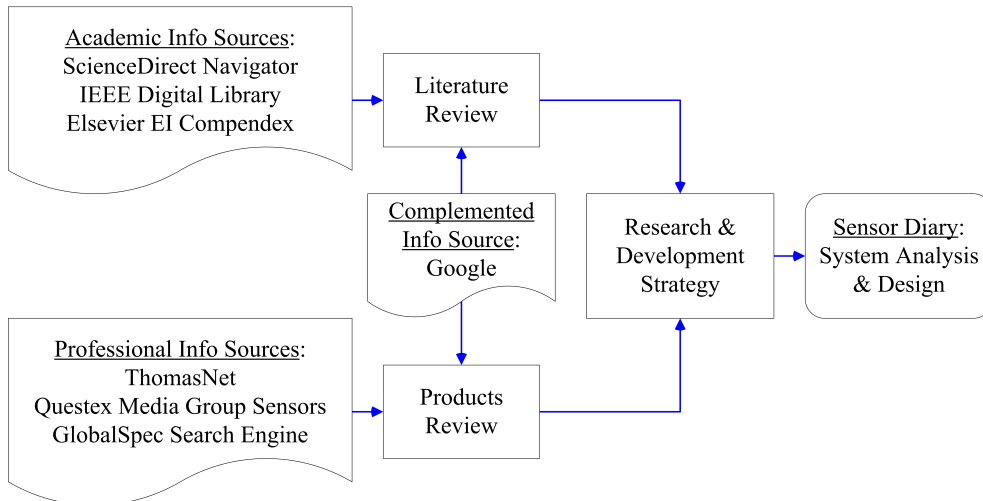 Academic Info Sources:
ScienceDirect Navigator
IEEE Digital Library
Elsevier EI Compendex
Literature
Review
Complemented
Info Source:
Google
Research &
Development
Strategy
Sensor Diary:
System Analysis
& Design
Professional Info Sources:
ThomasNet
Questex Media Group Sensors
GlobalSpec Search Engine
Products
Review